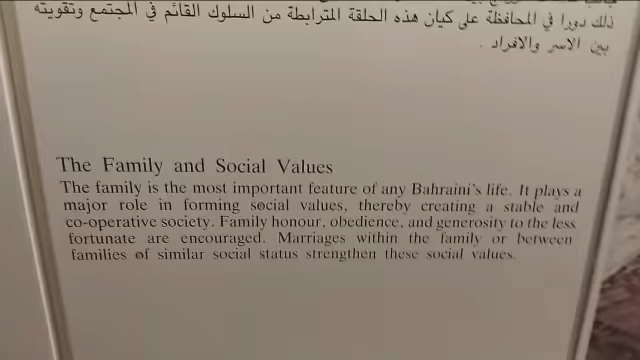 ذلك دورا في المحافظة على كيان هذه الحلقة المترابطة من السلوك القائم في المجتمع وتقويته
بين الاسر والافراد .
The Family and Social Values
The family is the most important feature of any Bahraini's life. It plays a
major role in forming social values, thereby creating a stable and
co-operative society. Family honour, obedience, and generosity to the less
fortunate are encouraged. Marriages within the family or between
families of similar social status strengthen these social values.